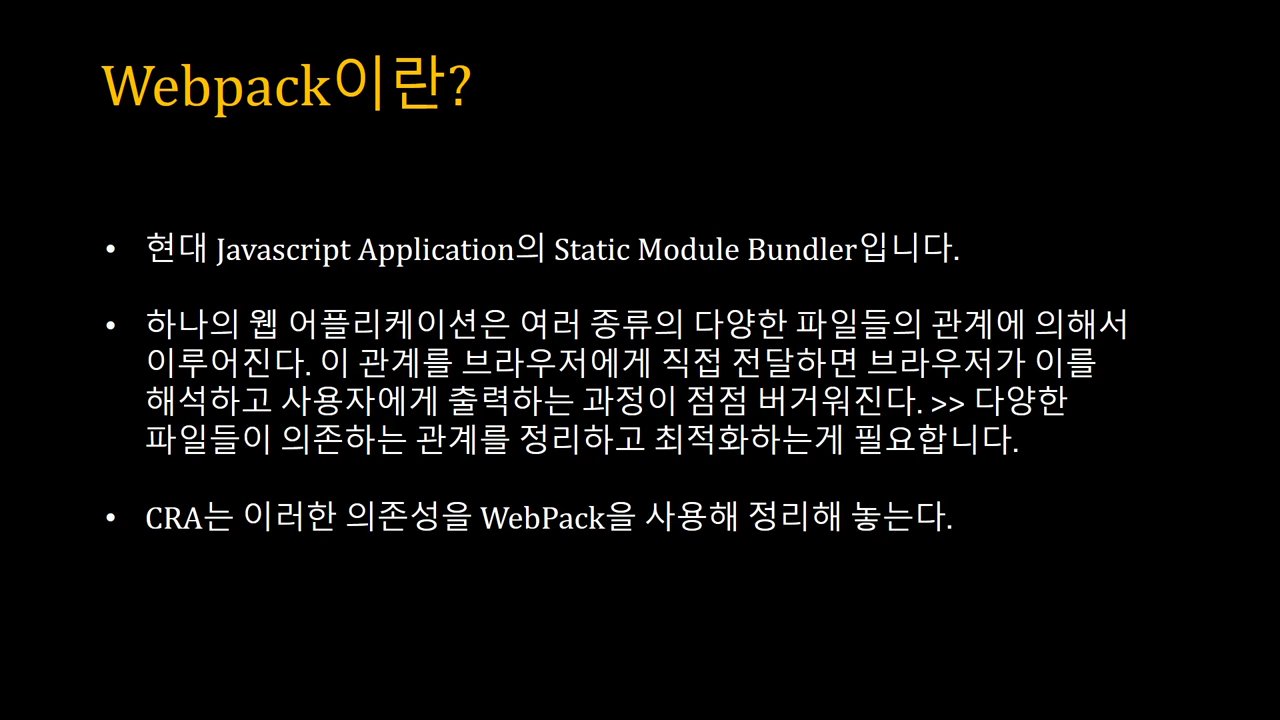 Webpack이란?
• 현대 Javascript Application의 Static Module Bundler입니다.
• 하나의 웹 어플리케이션은 여러 종류의 다양한 파일들의 관계에 의해서
이루어진다. 이 관계를 브라우저에게 직접 전달하면 브라우저가 이를
해석하고 사용자에게 출력하는 과정이 점점 버거워진다. >> 다양한
파일들이 의존하는 관계를 정리하고 최적화하는게 필요합니다.
• CRA는 이러한 의존성을 WebPack을 사용해 정리해 놓는다.